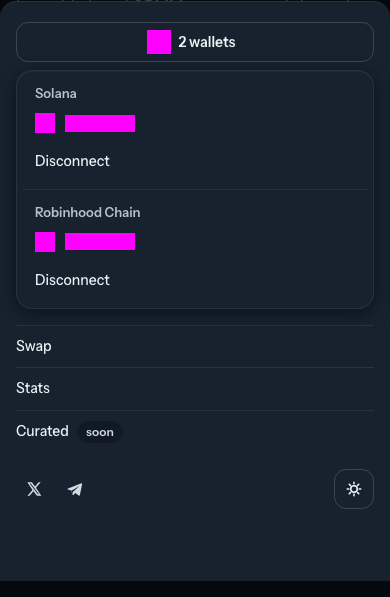 2 wallets
Solana
Disconnect
Robinhood Chain
Disconnect
Swap
Stats
Curated soon